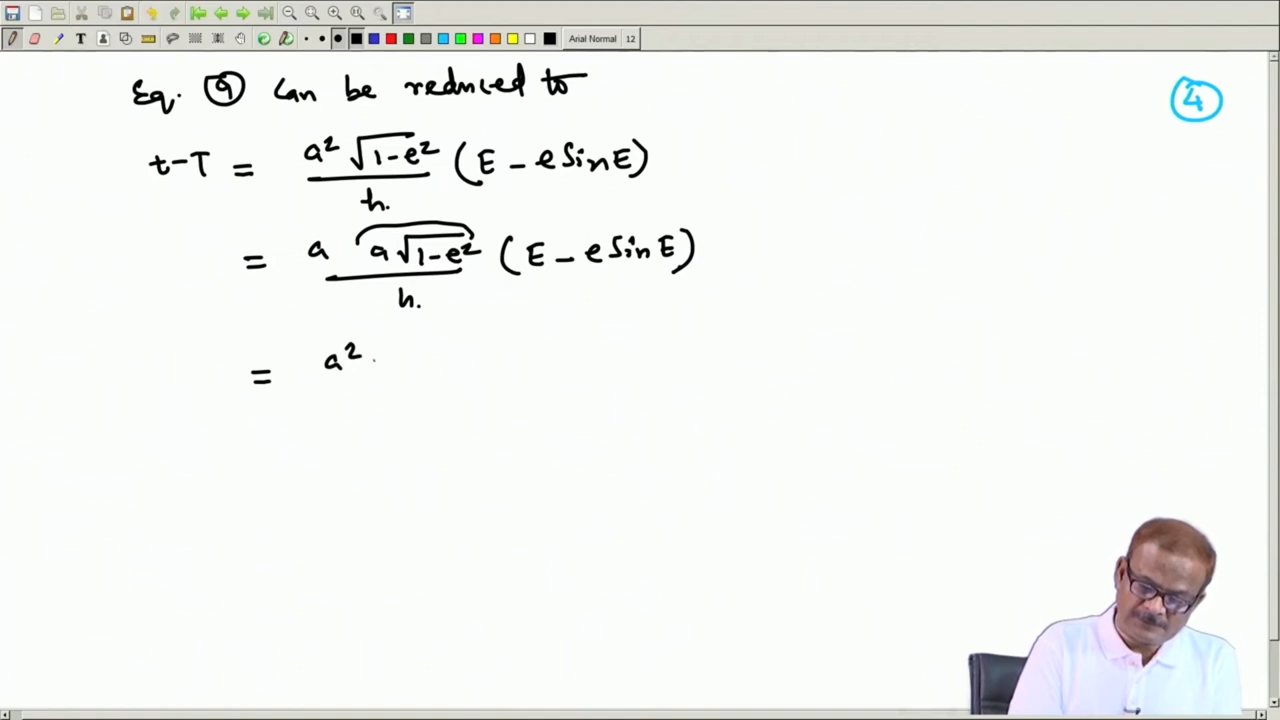 Arial Normal 12
Eq. 9 can be reduced to
4
t-T = a² √1-e² (E - e sin E)
h.
= a a√1-e² (E - e sin E)
h.
= a²